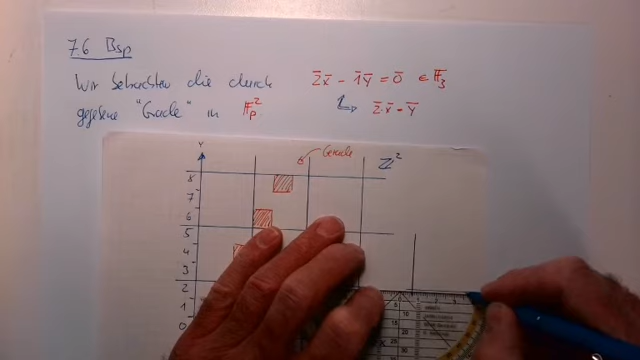 7.6 Bsp
Wir betrachten die durch 2̄x̄ - 1̄ȳ = 0̄ ∈ F₃
gegebene "Gerade" in F_p² ↳ 2̄·x̄ - ȳ
y Gerade ℤ²
8
7
6
5
4
3
2
1
0